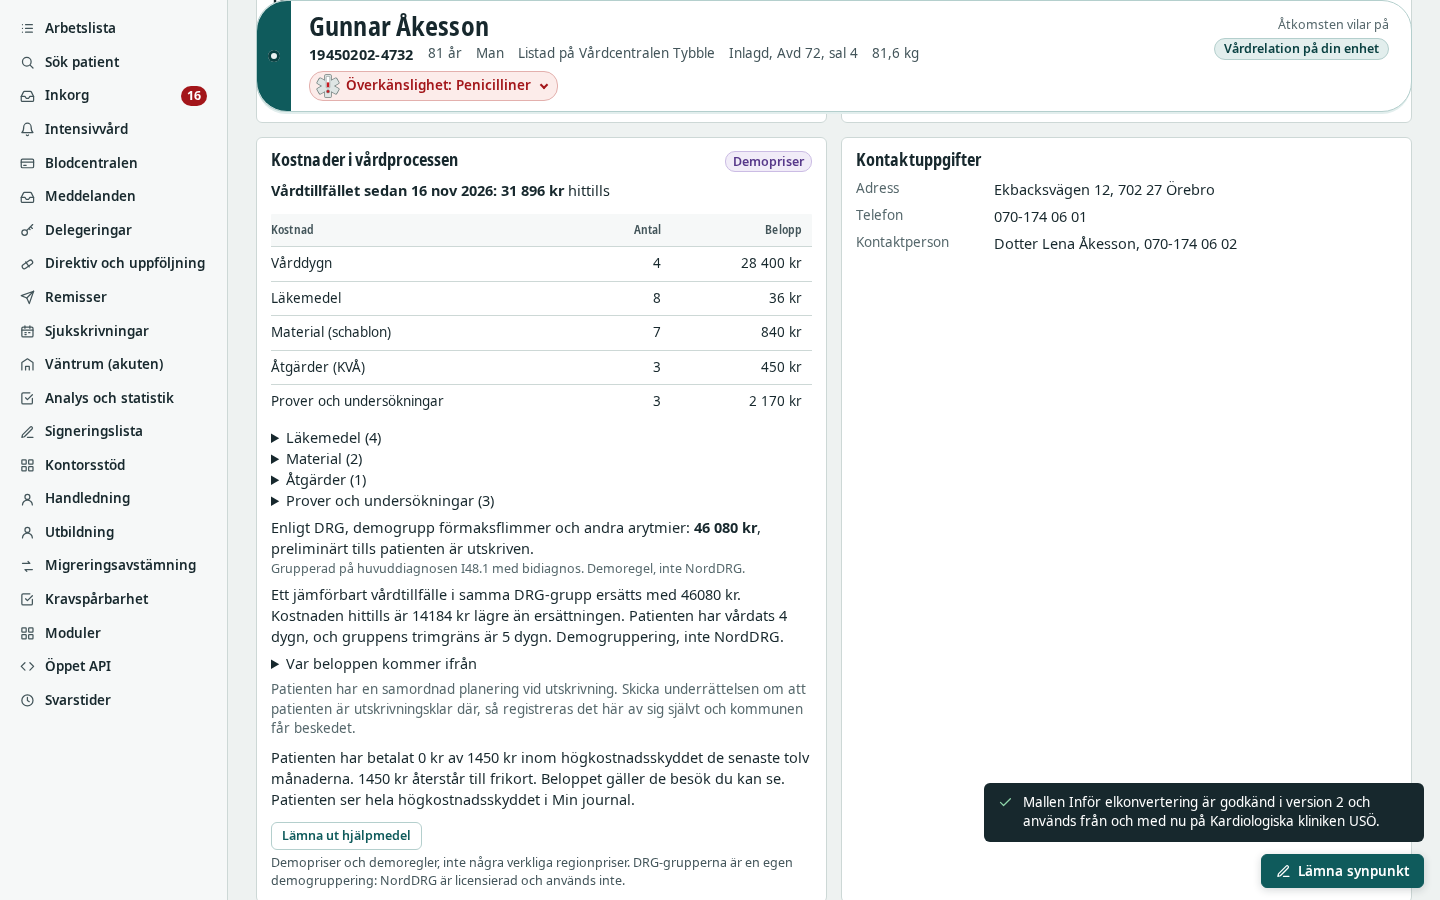 Arbetslista
Sök patient
Inkorg 16
Intensivvård
Blodcentralen
Meddelanden
Delegeringar
Direktiv och uppföljning
Remisser
Sjukskrivningar
Väntrum (akuten)
Analys och statistik
Signeringslista
Kontorsstöd
Handledning
Utbildning
Migreringsavstämning
Kravspårbarhet
Moduler
Öppet API
Svarstider
Gunnar Åkesson
19450202-4732 81 år Man Listad på Vårdcentralen Tybble Inlagd, Avd 72, sal 4 81,6 kg
Överkänslighet: Penicilliner
Åtkomsten vilar på
Vårdrelation på din enhet
Kostnader i vårdprocessen Demopriser
Vårdtillfället sedan 16 nov 2026: 31 896 kr hittills
Kostnad Antal Belopp
Vårddygn 4 28 400 kr
Läkemedel 8 36 kr
Material (schablon) 7 840 kr
Åtgärder (KVÅ) 3 450 kr
Prover och undersökningar 3 2 170 kr
Läkemedel (4)
Material (2)
Åtgärder (1)
Prover och undersökningar (3)
Enligt DRG, demogrupp förmaksflimmer och andra arytmier: 46 080 kr,
preliminärt tills patienten är utskriven.
Grupperad på huvuddiagnosen I48.1 med bidiagnos. Demoregel, inte NordDRG.
Ett jämförbart vårdtillfälle i samma DRG-grupp ersätts med 46080 kr.
Kostnaden hittills är 14184 kr lägre än ersättningen. Patienten har vårdats 4
dygn, och gruppens trimgräns är 5 dygn. Demogruppering, inte NordDRG.
Var beloppen kommer ifrån
Patienten har en samordnad planering vid utskrivning. Skicka underrättelsen om att
patienten är utskrivningsklar där, så registreras det här av sig självt och kommunen
får beskedet.
Patienten har betalat 0 kr av 1450 kr inom högkostnadsskyddet de senaste tolv
månaderna. 1450 kr återstår till frikort. Beloppet gäller de besök du kan se.
Patienten ser hela högkostnadsskyddet i Min journal.
Lämna ut hjälpmedel
Demopriser och demoregler, inte några verkliga regionpriser. DRG-grupperna är en egen
demogruppering: NordDRG är licensierad och används inte.
Kontaktuppgifter
Adress Ekbacksvägen 12, 702 27 Örebro
Telefon 070-174 06 01
Kontaktperson Dotter Lena Åkesson, 070-174 06 02
Mallen Inför elkonvertering är godkänd i version 2 och
används från och med nu på Kardiologiska kliniken USÖ.
Lämna synpunkt